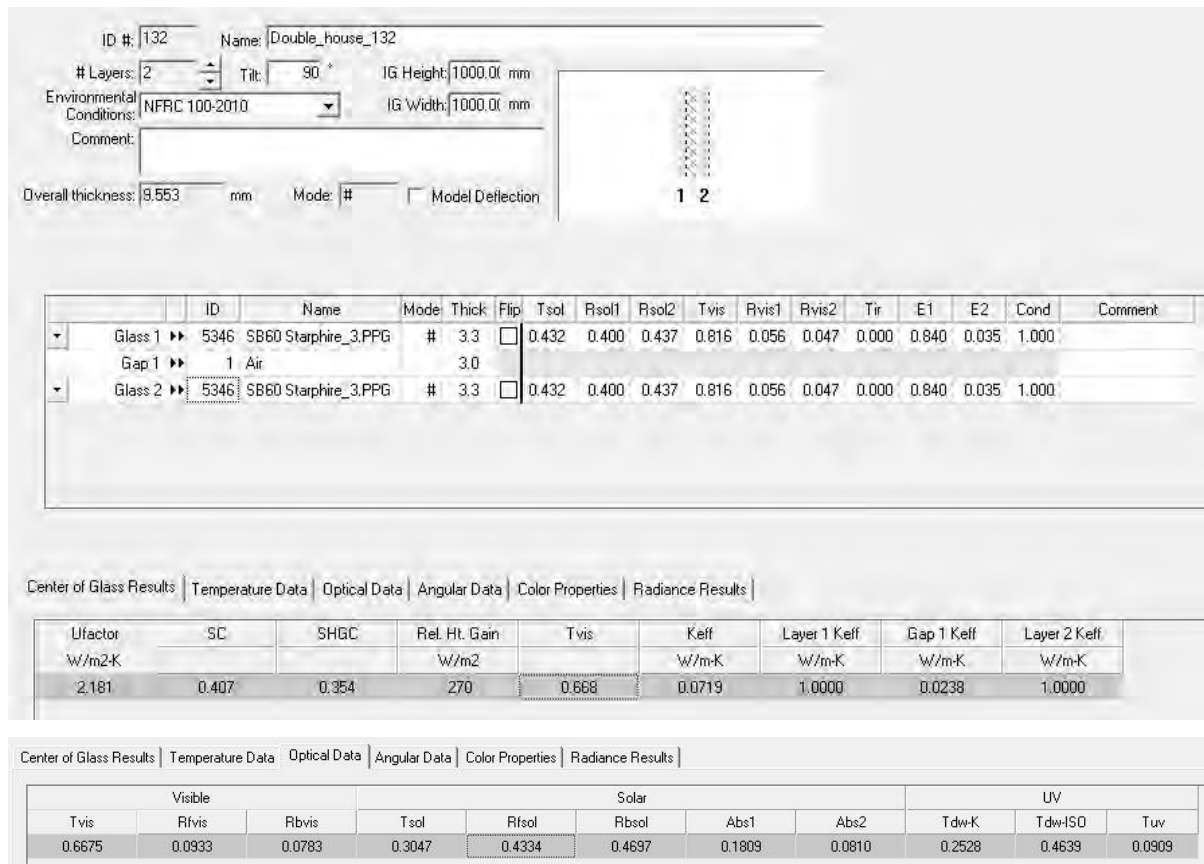 ID #: 132 Name: Double_house_132
# Layers: 2 Tilt: 90 ° IG Height: 1000.0( mm
Environmental Conditions: NFRC 100-2010 IG Width: 1000.0( mm
Comment:
Overall thickness: 9.553 mm Mode: # Model Deflection
1 2
ID Name Mode Thick Flip Tsol Rsol1 Rsol2 Tvis Rvis1 Rvis2 Tir E1 E2 Cond Comment
Glass 1 ▸▸ 5346 SB60 Starphire_3.PPG # 3.3 0.432 0.400 0.437 0.816 0.056 0.047 0.000 0.840 0.035 1.000
Gap 1 ▸▸ 1 Air 3.0
Glass 2 ▸▸ 5346 SB60 Starphire_3.PPG # 3.3 0.432 0.400 0.437 0.816 0.056 0.047 0.000 0.840 0.035 1.000
Center of Glass Results Temperature Data Optical Data Angular Data Color Properties Radiance Results
Ufactor SC SHGC Rel. Ht. Gain Tvis Keff Layer 1 Keff Gap 1 Keff Layer 2 Keff
W/m2-K W/m2 W/m-K W/m-K W/m-K W/m-K
2.181 0.407 0.354 270 0.668 0.0719 1.0000 0.0238 1.0000
Center of Glass Results Temperature Data Optical Data Angular Data Color Properties Radiance Results
Visible Solar UV
Tvis Rfvis Rbvis Tsol Rfsol Rbsol Abs1 Abs2 Tdw-K Tdw-ISO Tuv
0.6675 0.0933 0.0783 0.3047 0.4334 0.4697 0.1809 0.0810 0.2528 0.4639 0.0909